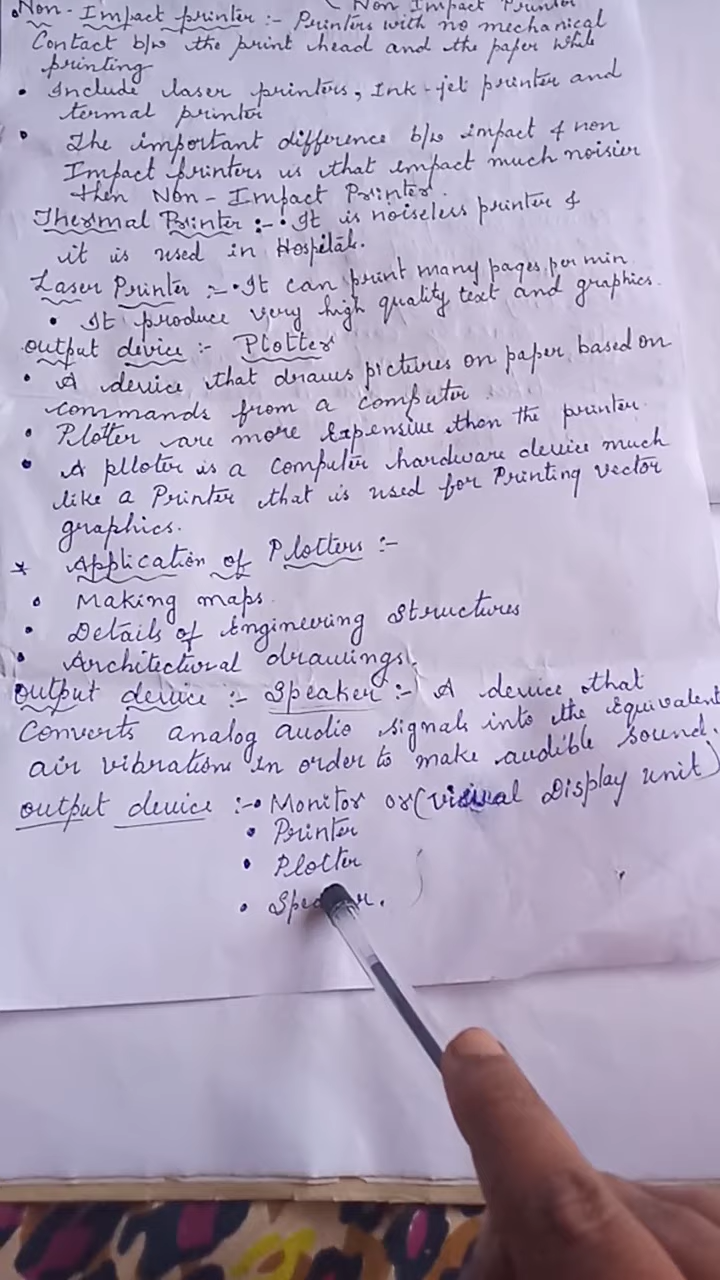 Non Impact Printer
• Non-Impact printer :- Printers with no mechanical
Contact b/w the print head and the paper while
printing
• Include laser printers, Ink-jet printer and
termal printer
• The important difference b/w impact & non
Impact printers is that impact much noisier
then Non-Impact Printer.
Thermal Printer :- • It is noiseless printer &
it is used in Hospitals.
Laser Printer :- • It can print many pages per min
• It produce very high quality text and graphics.
output device :- Plotter
• A device that draws pictures on paper based on
commands from a computer
• Plotter are more Expensive then the printer.
• A plloter is a computer hardware device much
like a Printer that is used for Printing vector
graphics.
* Application of Plotters :-
• Making maps.
• Details of Engineering Structures
• Architectural drawings.
output device :- Speaker :- A device that
Converts analog audio signals into the Equivalent
air vibrations in order to make audible sound.
output device :- • Monitor or (visual Display unit)
• Printer
• Plotter
•